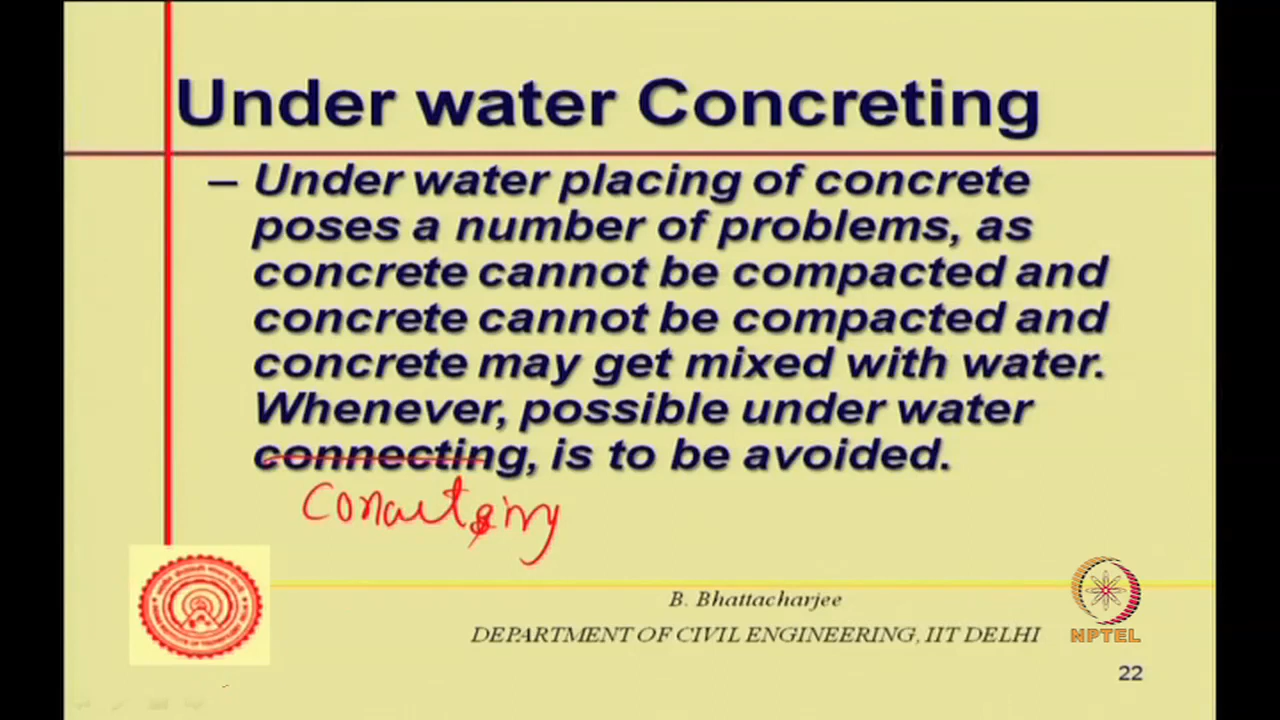 Under water Concreting
– Under water placing of concrete
poses a number of problems, as
concrete cannot be compacted and
concrete cannot be compacted and
concrete may get mixed with water.
Whenever, possible under water
connecting, is to be avoided.
B. Bhattacharjee
DEPARTMENT OF CIVIL ENGINEERING, IIT DELHI
NPTEL
22